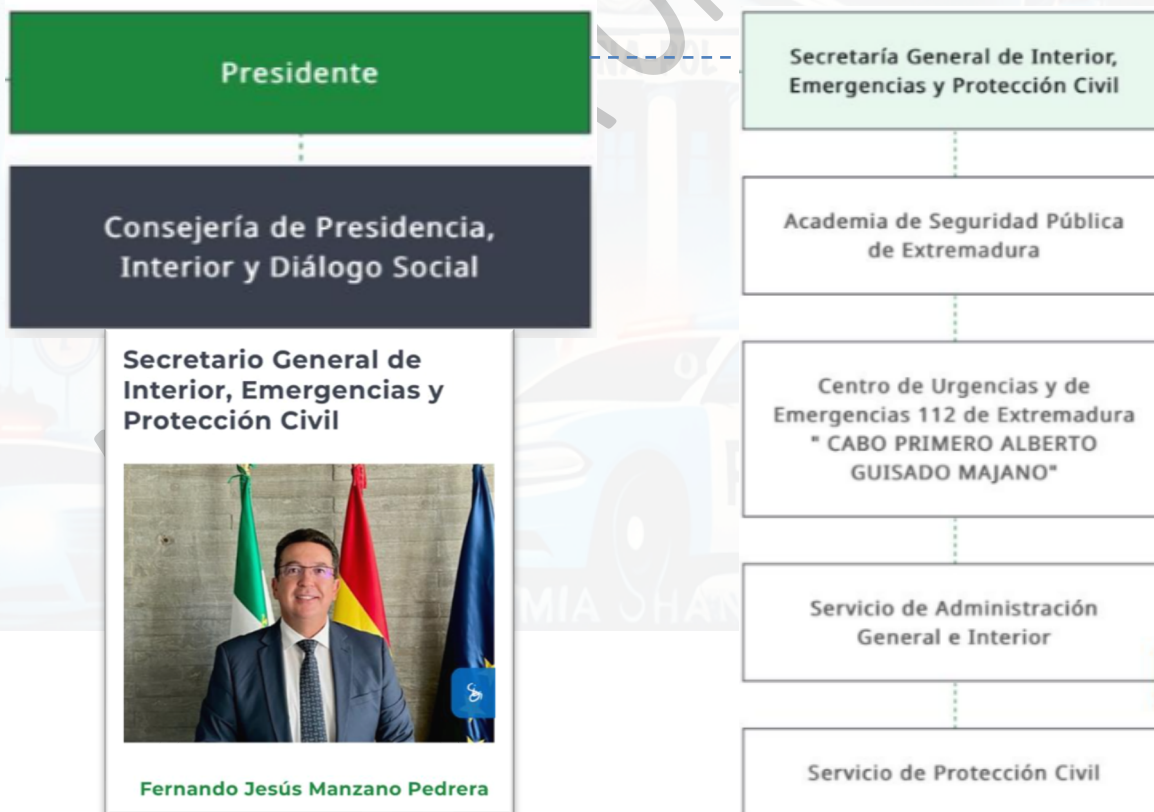 Presidente
Consejería de Presidencia,
Interior y Diálogo Social
Secretario General de
Interior, Emergencias y
Protección Civil
Fernando Jesús Manzano Pedrera
Secretaría General de Interior,
Emergencias y Protección Civil
Academia de Seguridad Pública
de Extremadura
Centro de Urgencias y de
Emergencias 112 de Extremadura
" CABO PRIMERO ALBERTO
GUISADO MAJANO"
Servicio de Administración
General e Interior
Servicio de Protección Civil